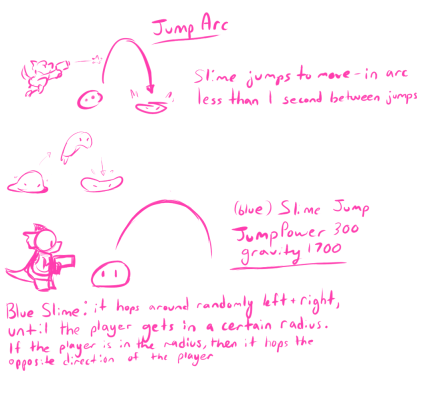 Jump Arc
Slime jumps to move - in arc
less than 1 second between jumps
(blue) Slime Jump
JumpPower 300
gravity 1700
Blue Slime: it hops around randomly left + right,
until the player gets in a certain radius.
If the player is in the radius, then it hops the
opposite direction of the player